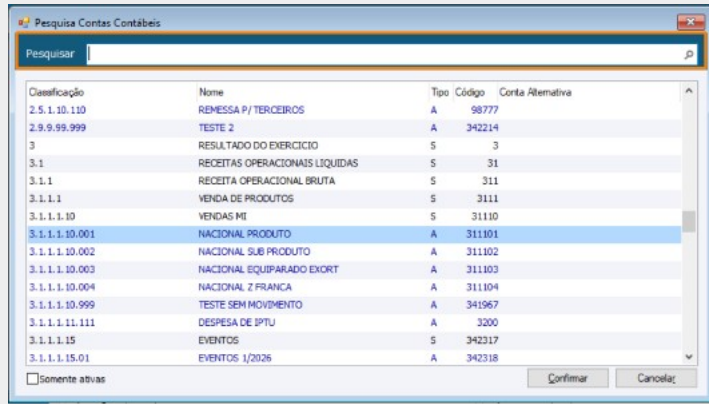 Pesquisa Contas Contábeis
Pesquisar
Classificação Nome Tipo Código Conta Alternativa
2.5.1.10.110 REMESSA P/ TERCEIROS A 98777
2.9.9.99.999 TESTE 2 A 342214
3 RESULTADO DO EXERCICIO S 3
3.1 RECEITAS OPERACIONAIS LIQUIDAS S 31
3.1.1 RECEITA OPERACIONAL BRUTA S 311
3.1.1.1 VENDA DE PRODUTOS S 3111
3.1.1.1.10 VENDAS MI S 31110
3.1.1.1.10.001 NACIONAL PRODUTO A 311101
3.1.1.1.10.002 NACIONAL SUB PRODUTO A 311102
3.1.1.1.10.003 NACIONAL EQUIPARADO EXORT A 311103
3.1.1.1.10.004 NACIONAL Z FRANCA A 311104
3.1.1.1.10.999 TESTE SEM MOVIMENTO A 341967
3.1.1.1.11.111 DESPESA DE IPTU A 3200
3.1.1.1.15 EVENTOS S 342317
3.1.1.1.15.01 EVENTOS 1/2026 A 342318
Somente ativas Confirmar Cancelar